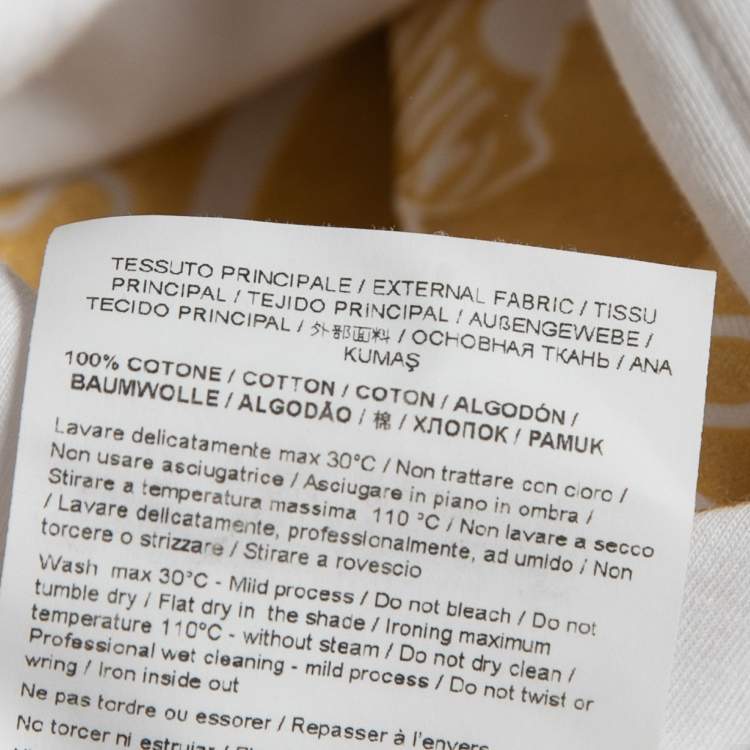 TESSUTO PRINCIPALE / EXTERNAL FABRIC / TISSU
PRINCIPAL / TEJIDO PRINCIPAL / AUßENGEWEBE /
TECIDO PRINCIPAL / 外部面料 / ОСНОВНАЯ ТКАНЬ / ANA
KUMAŞ
100% COTONE / COTTON / COTON / ALGODÓN /
BAUMWOLLE / ALGODÃO / 棉 / ХЛОПОК / PAMUK
Lavare delicatamente max 30°C / Non trattare con cloro /
Non usare asciugatrice / Asciugare in piano in ombra /
Stirare a temperatura massima 110 °C / Non lavare a secco
/ Lavare delicatamente, professionalmente, ad umido / Non
torcere o strizzare / Stirare a rovescio
Wash max 30°C - Mild process / Do not bleach / Do not
tumble dry / Flat dry in the shade / Ironing maximum
temperature 110°C - without steam / Do not dry clean /
Professional wet cleaning - mild process / Do not twist or
wring / Iron inside out
Ne pas tordre ou essorer / Repasser à l'envers
No torcer ni estrujar /